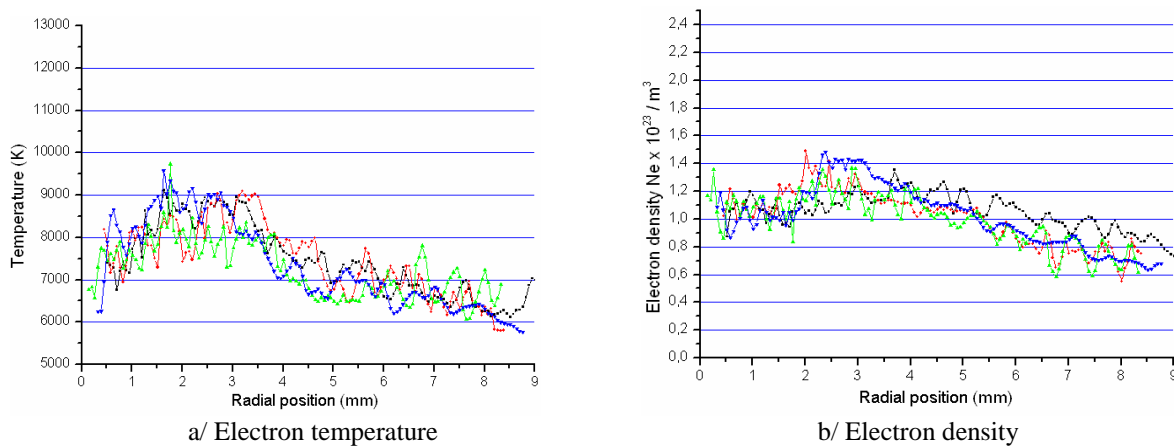 13000
12000
11000
10000
9000
8000
7000
6000
5000
Temperature (K)
0 1 2 3 4 5 6 7 8 9
Radial position (mm)
a/ Electron temperature
2,4
2,2
2,0
1,8
1,6
1,4
1,2
1,0
0,8
0,6
0,4
0,2
0,0
Electron density Ne x 10²³ / m³
0 1 2 3 4 5 6 7 8 9
Radial position (mm)
b/ Electron density